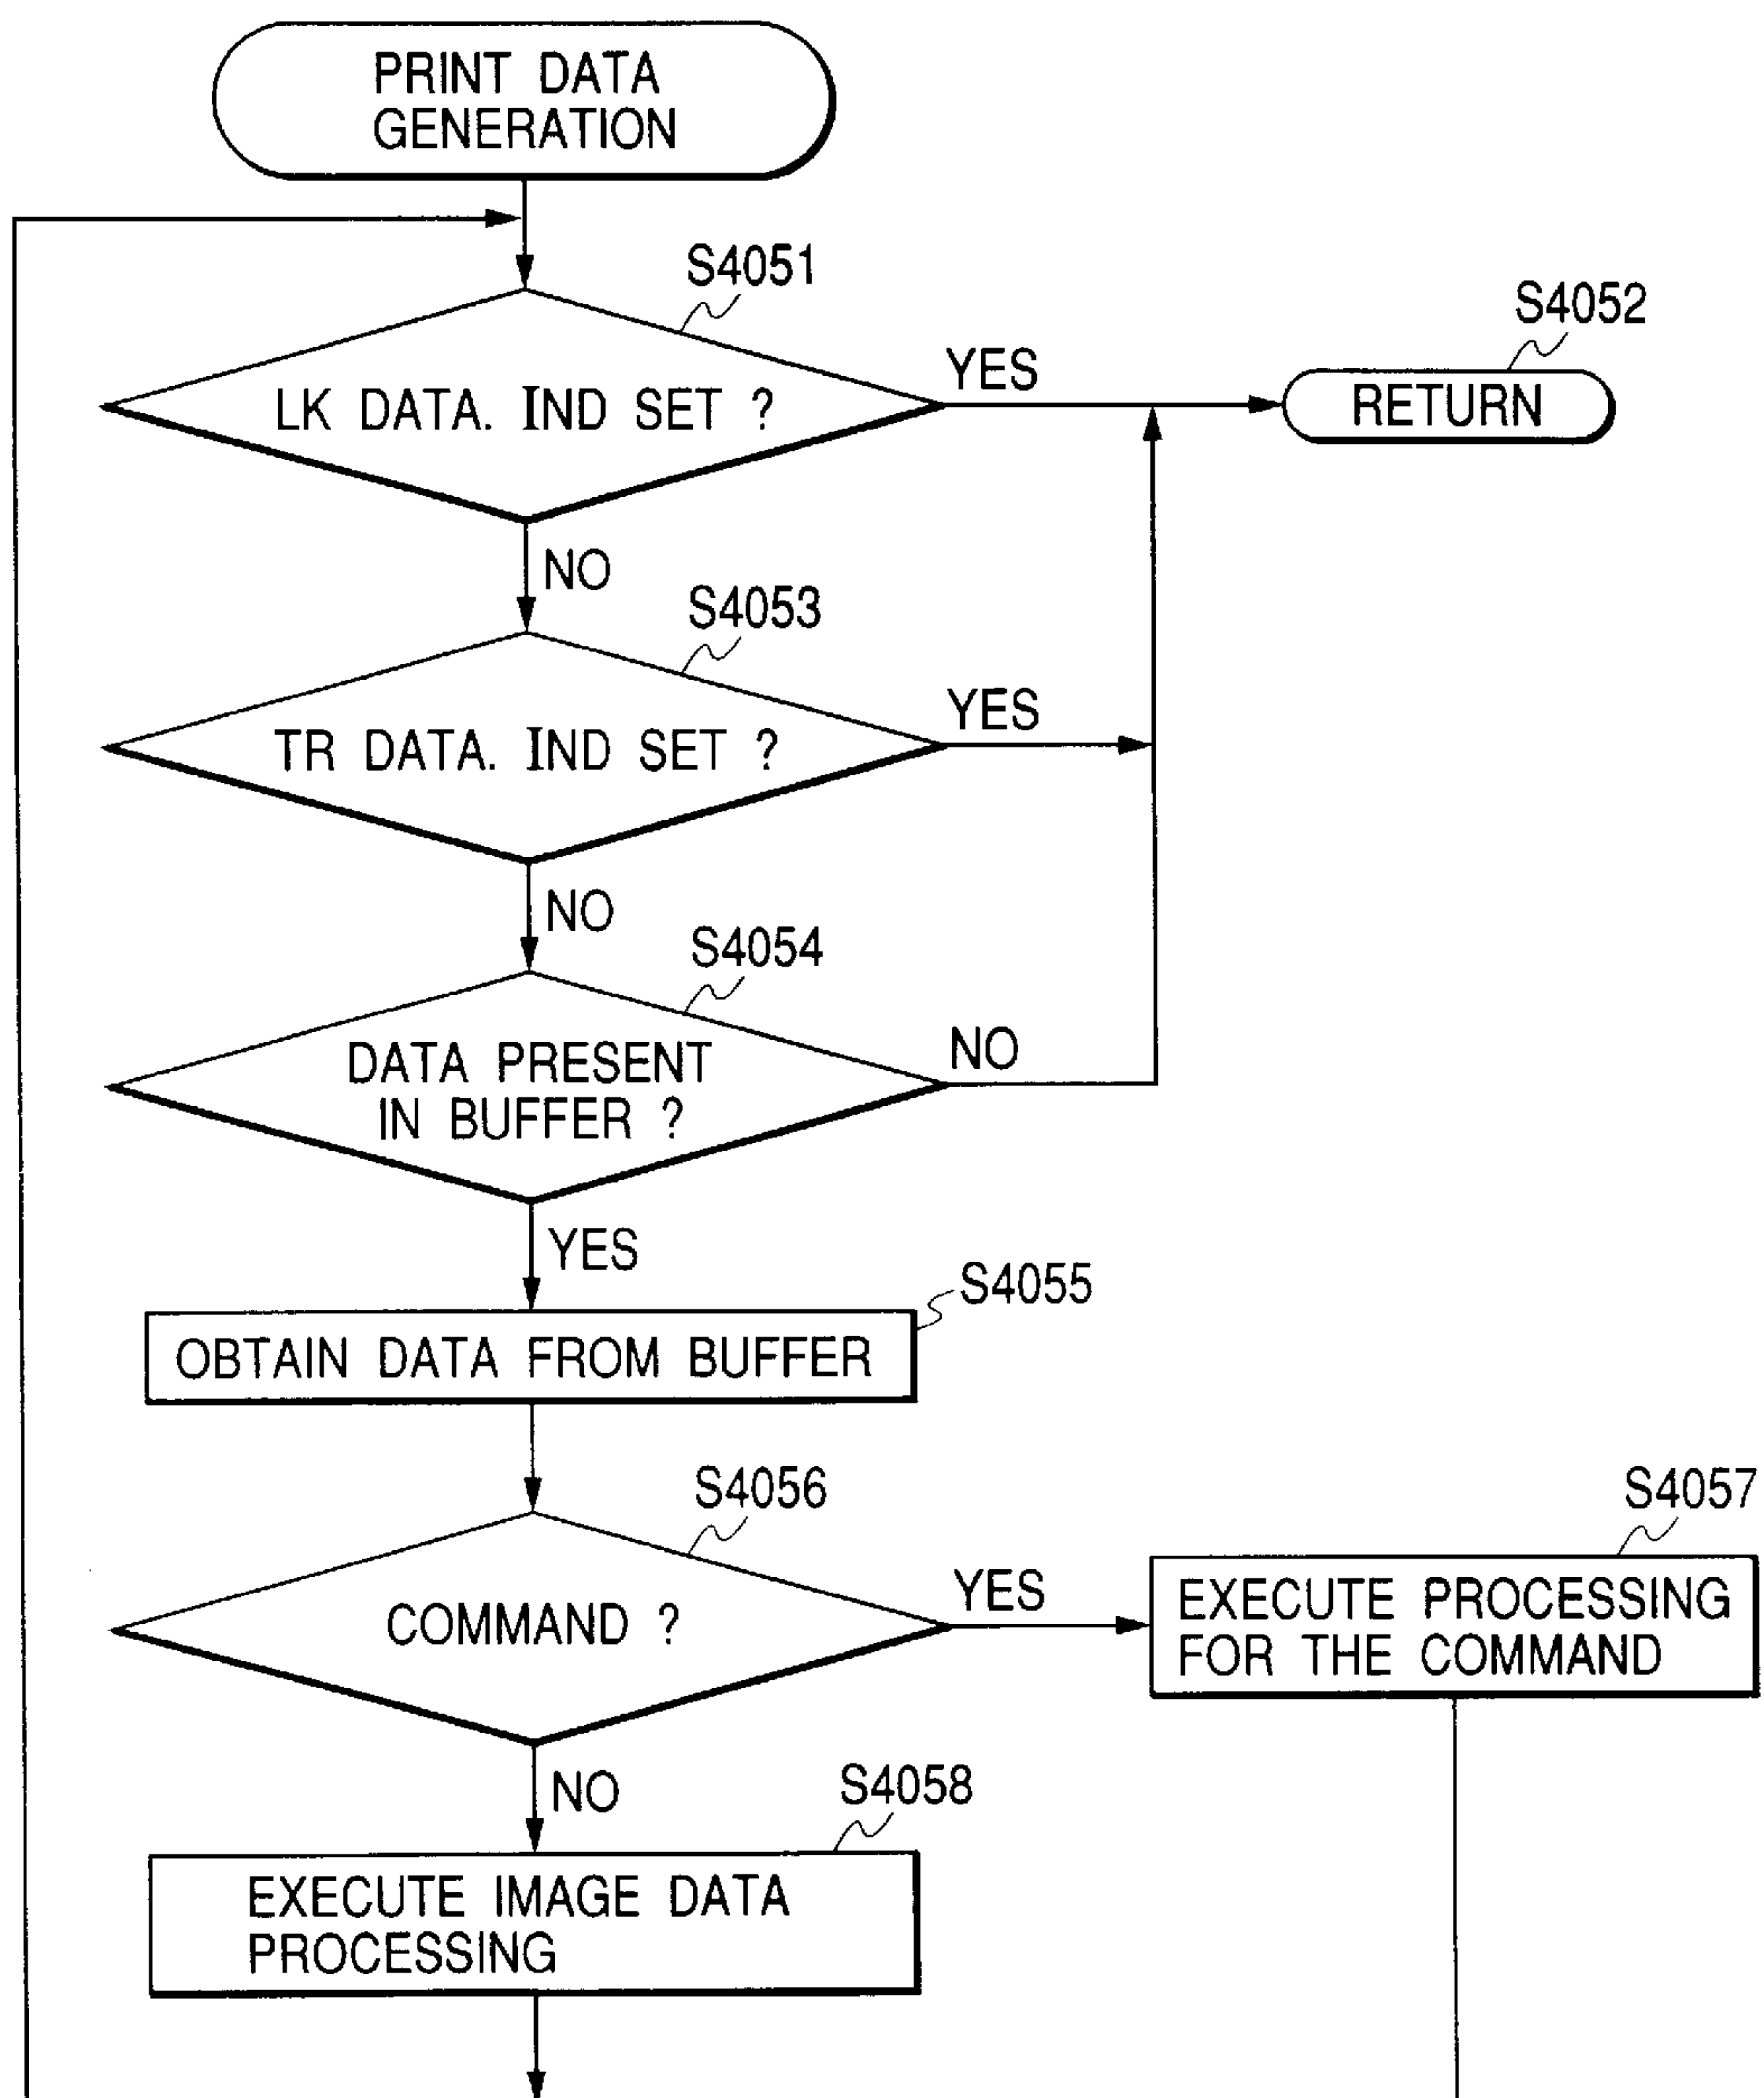 PRINT DATA
GENERATION
S4051
LK DATA. IND SET ?
YES
S4052
RETURN
NO
S4053
TR DATA. IND SET ?
YES
NO
S4054
DATA PRESENT
IN BUFFER ?
NO
YES
S4055
OBTAIN DATA FROM BUFFER
S4056
COMMAND ?
YES
S4057
EXECUTE PROCESSING
FOR THE COMMAND
NO
S4058
EXECUTE IMAGE DATA
PROCESSING